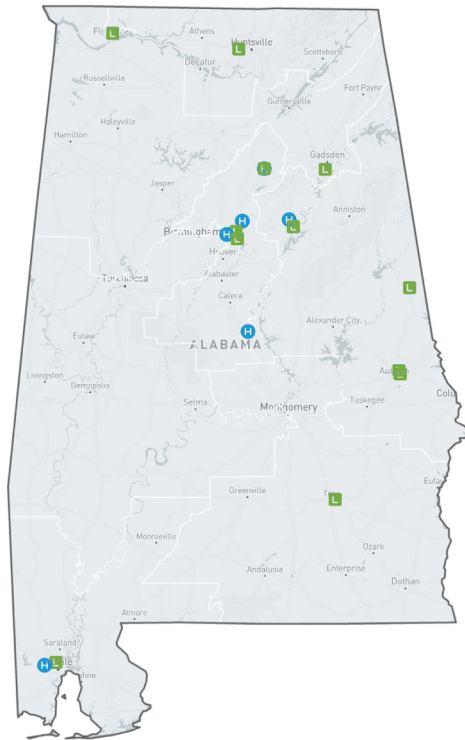 L
Athens
Huntsville
L
Scottsboro
Decatur
Russellville
Fort Payne
Guntersville
Haleyville
Hamilton
Gadsden
L
Jasper
Anniston
H
H
L
Birmingham
H
L
Hoover
Tuscaloosa
Alabaster
L
Calera
Eutaw
Alexander City
H
ALABAMA
Livingston
Demopolis
L
Selma
Tuskegee
Montgomery
Greenville
L
Monroeville
Ozark
Andalusia
Enterprise
Dothan
Atmore
Saraland
H
L